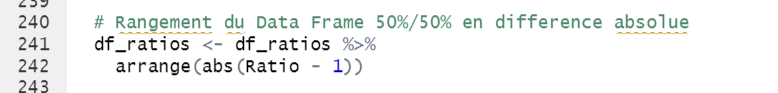 239
240 # Rangement du Data Frame 50%/50% en difference absolue
241 df_ratios <- df_ratios %>%
242 arrange(abs(Ratio - 1))
243